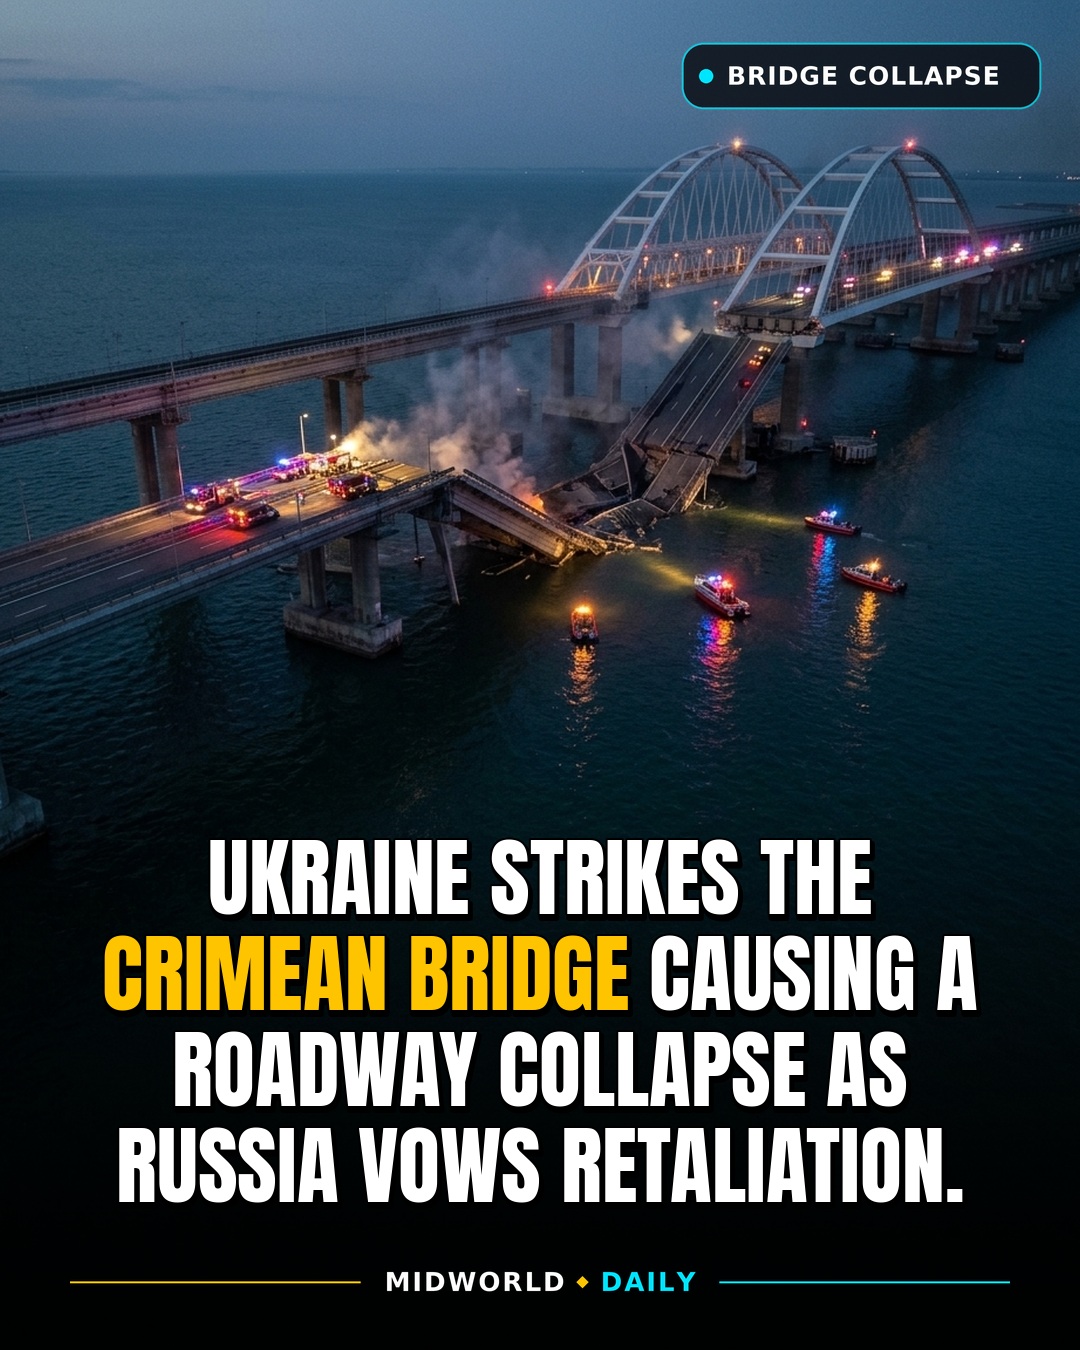 BRIDGE COLLAPSE
UKRAINE STRIKES THE
CRIMEAN BRIDGE CAUSING A
ROADWAY COLLAPSE AS
RUSSIA VOWS RETALIATION.
MIDWORLD DAILY